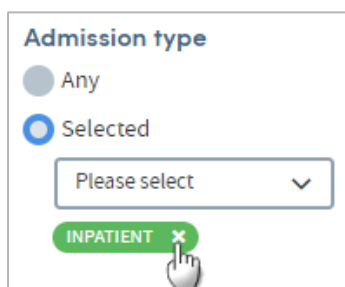 Admission type
Any
Selected
Please select
INPATIENT ×